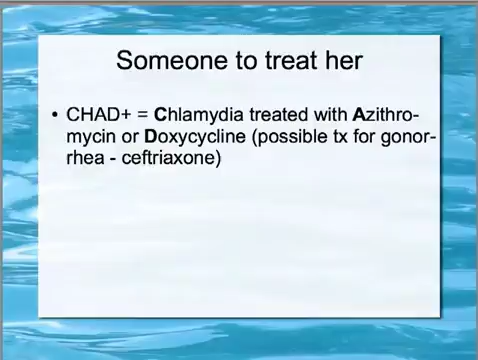 Someone to treat her
• CHAD+ = Chlamydia treated with Azithro-
mycin or Doxycycline (possible tx for gonor-
rhea - ceftriaxone)